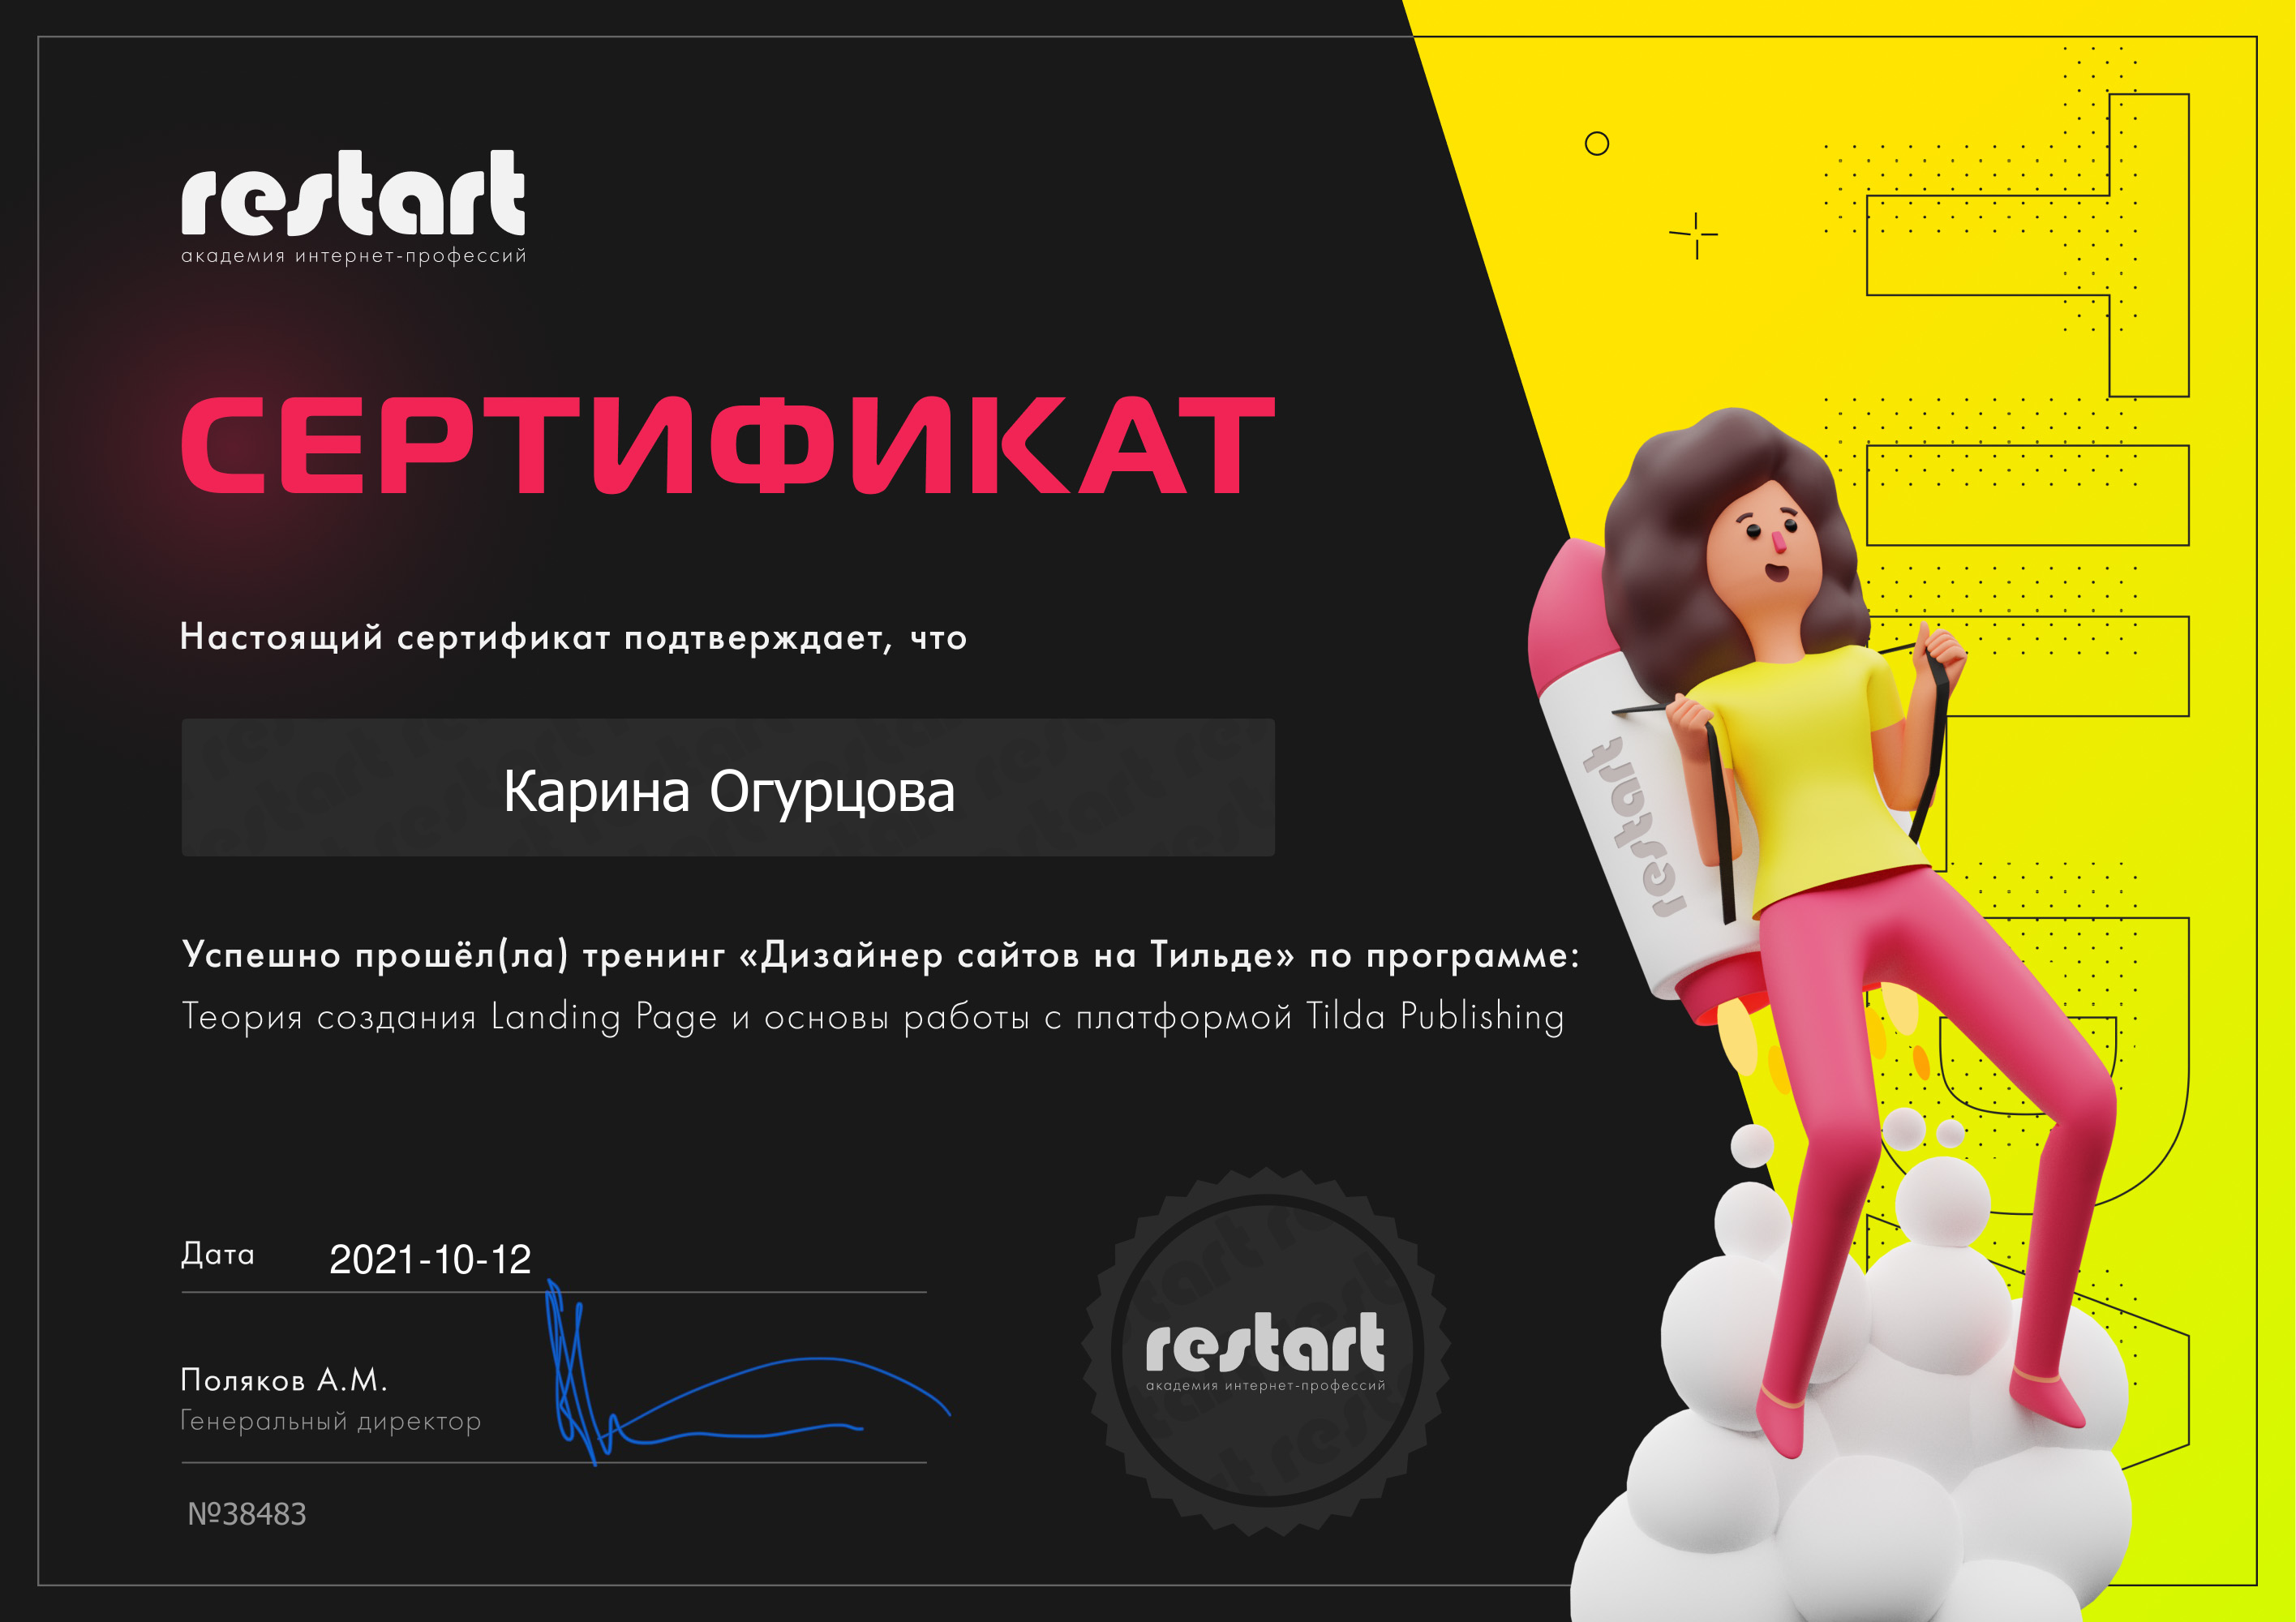 restart
академия интернет-профессий
СЕРТИФИКАТ
Настоящий сертификат подтверждает, что
Карина Огурцова
Успешно прошёл(ла) тренинг «Дизайнер сайтов на Тильде» по программе:
Теория создания Landing Page и основы работы с платформой Tilda Publishing
Дата 2021-10-12
Поляков А.М.
Генеральный директор
№38483
restart
академия интернет-профессий
restart